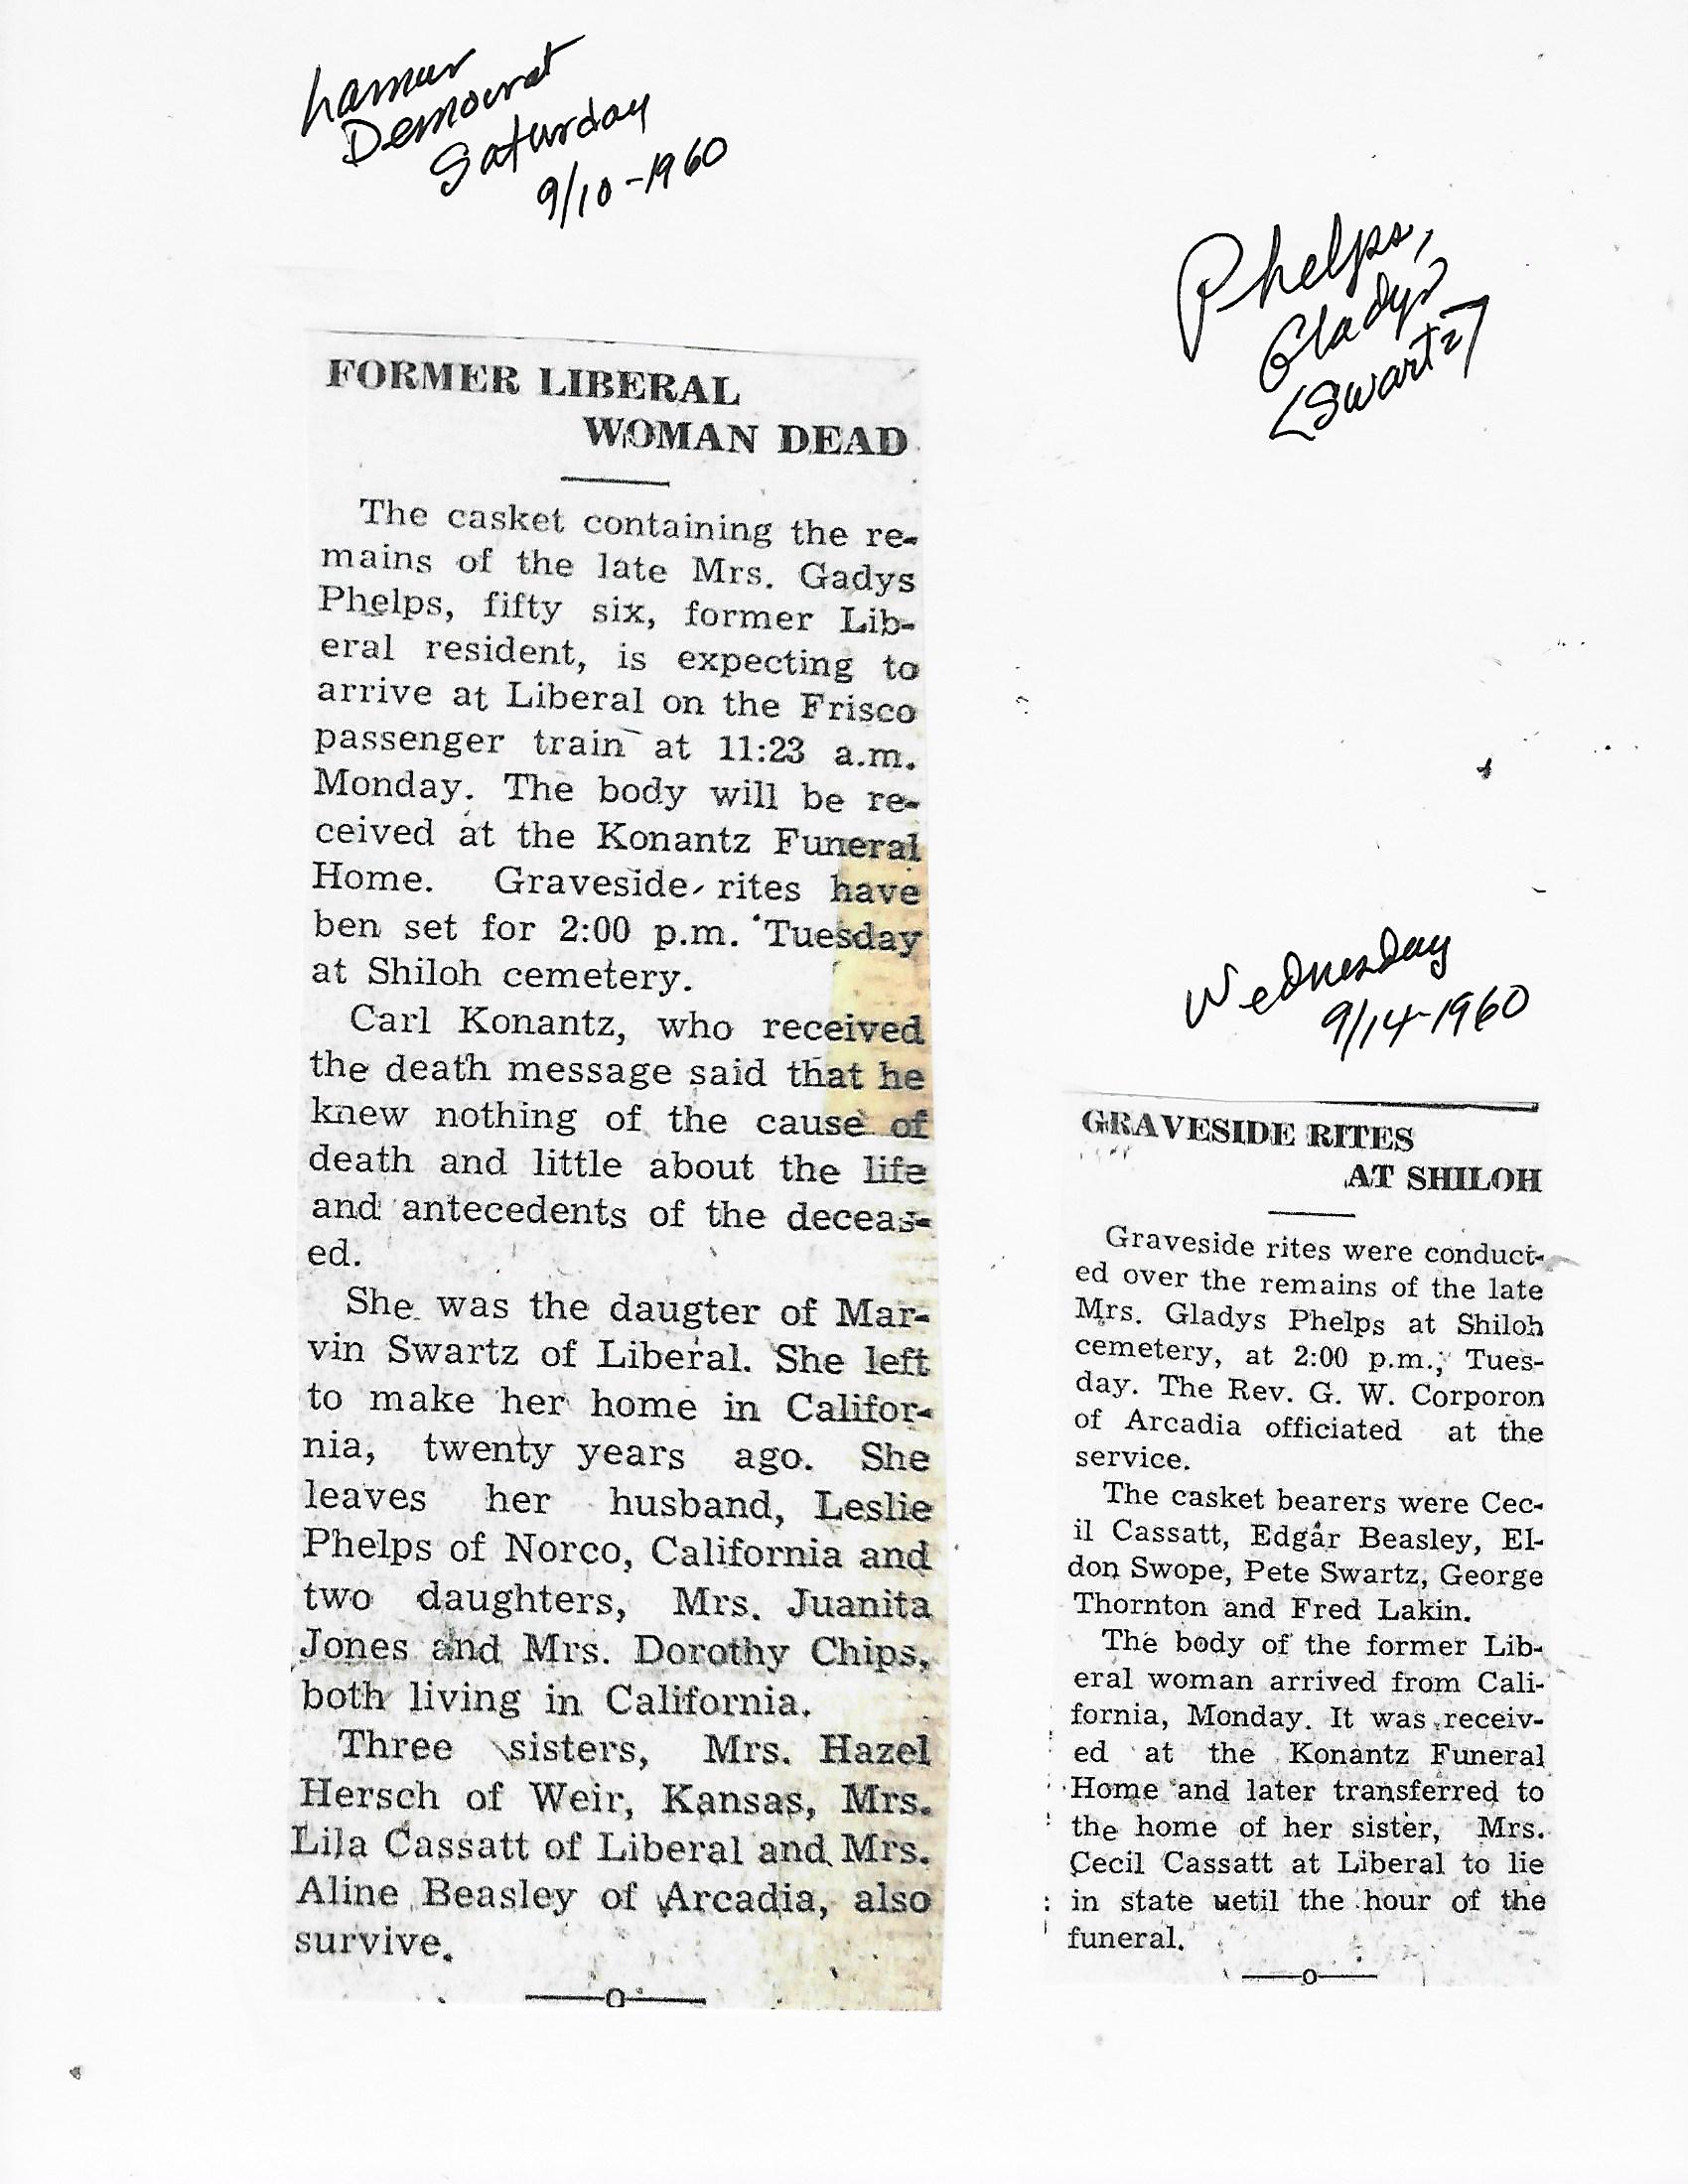 Lamar
Democrat
Saturday
9/10-1960
Phelps,
Gladys
<Swartz>
FORMER LIBERAL
WOMAN DEAD
The casket containing the re-
mains of the late Mrs. Gadys
Phelps, fifty six, former Lib-
eral resident, is expecting to
arrive at Liberal on the Frisco
passenger train at 11:23 a.m.
Monday. The body will be re-
ceived at the Konantz Funeral
Home. Graveside rites have
ben set for 2:00 p.m. Tuesday
at Shiloh cemetery.
Carl Konantz, who received
the death message said that he
knew nothing of the cause of
death and little about the life
and antecedents of the deceas-
ed.
She was the daugter of Mar-
vin Swartz of Liberal. She left
to make her home in Califor-
nia, twenty years ago. She
leaves her husband, Leslie
Phelps of Norco, California and
two daughters, Mrs. Juanita
Jones and Mrs. Dorothy Chips,
both living in California.
Three sisters, Mrs. Hazel
Hersch of Weir, Kansas, Mrs.
Lila Cassatt of Liberal and Mrs.
Aline Beasley of Arcadia, also
survive.
Wednesday
9/14-1960
GRAVESIDE RITES
AT SHILOH
Graveside rites were conduct-
ed over the remains of the late
Mrs. Gladys Phelps at Shiloh
cemetery, at 2:00 p.m., Tues-
day. The Rev. G. W. Corporon
of Arcadia officiated at the
service.
The casket bearers were Cec-
il Cassatt, Edgar Beasley, El-
don Swope, Pete Swartz, George
Thornton and Fred Lakin.
The body of the former Lib-
eral woman arrived from Cali-
fornia, Monday. It was receiv-
ed at the Konantz Funeral
Home and later transferred to
the home of her sister, Mrs.
Cecil Cassatt at Liberal to lie
in state uetil the hour of the
funeral.